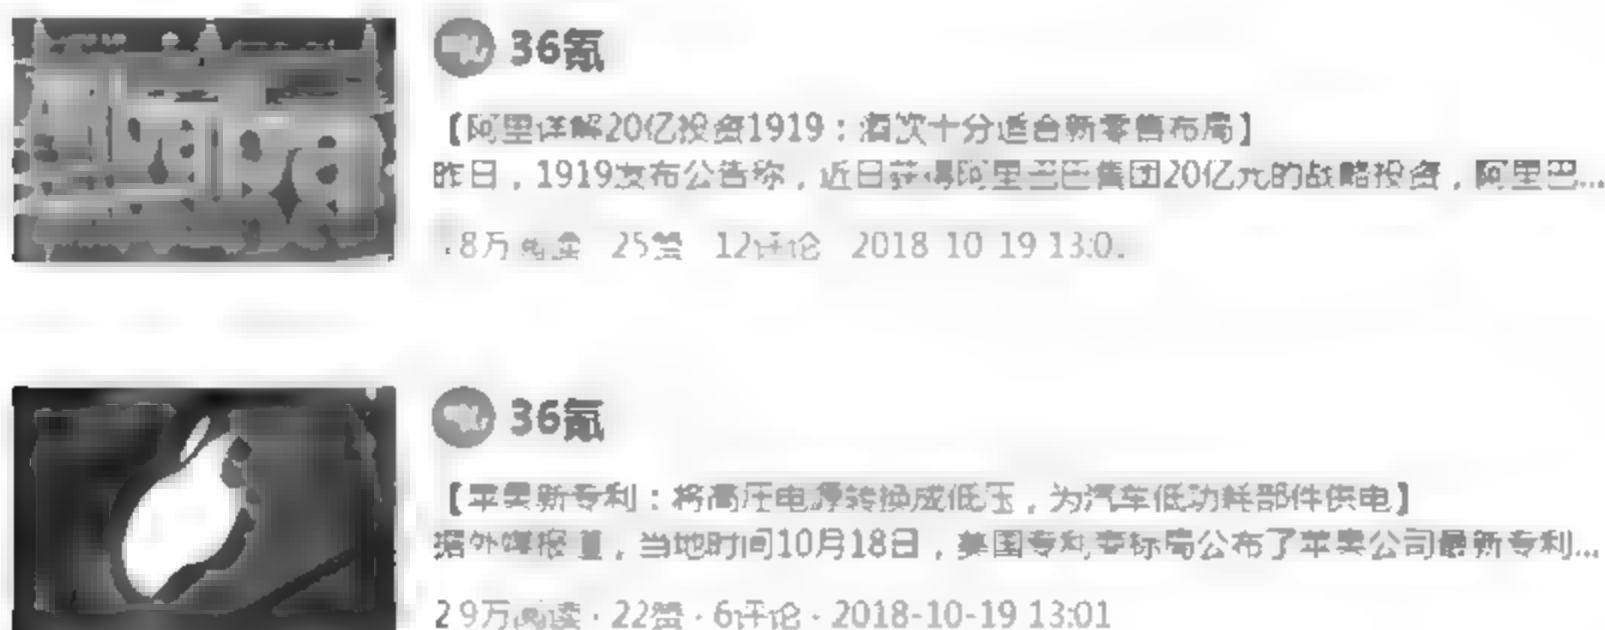 36氪
【阿里详解20亿投资1919：酒饮十分适合新零售布局】
昨日，1919发布公告称，近日获得阿里巴巴集团20亿元的战略投资，阿里巴...
8万阅读 25赞 12评论 2018 10 19 13:0
36氪
【苹果新专利：将高压电源转换成低压，为汽车低功耗部件供电】
据外媒报道，当地时间10月18日，美国专利商标局公布了苹果公司最新专利...
2 9万阅读 · 22赞 · 6评论 · 2018-10-19 13:01